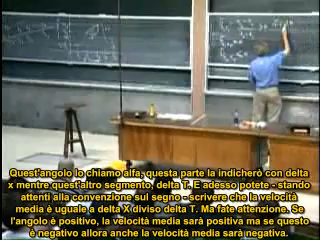 Quest'angolo lo chiamo alfa, questa parte la indicherò con delta
x mentre quest'altro segmento, delta T. E adesso potete - stando
attenti alla convenzione sul segno - scrivere che la velocità
media è uguale a delta X diviso delta T. Ma fate attenzione. Se
l'angolo è positivo, la velocità media sarà positiva ma se questo
è negativo allora anche la velocità media sarà negativa.